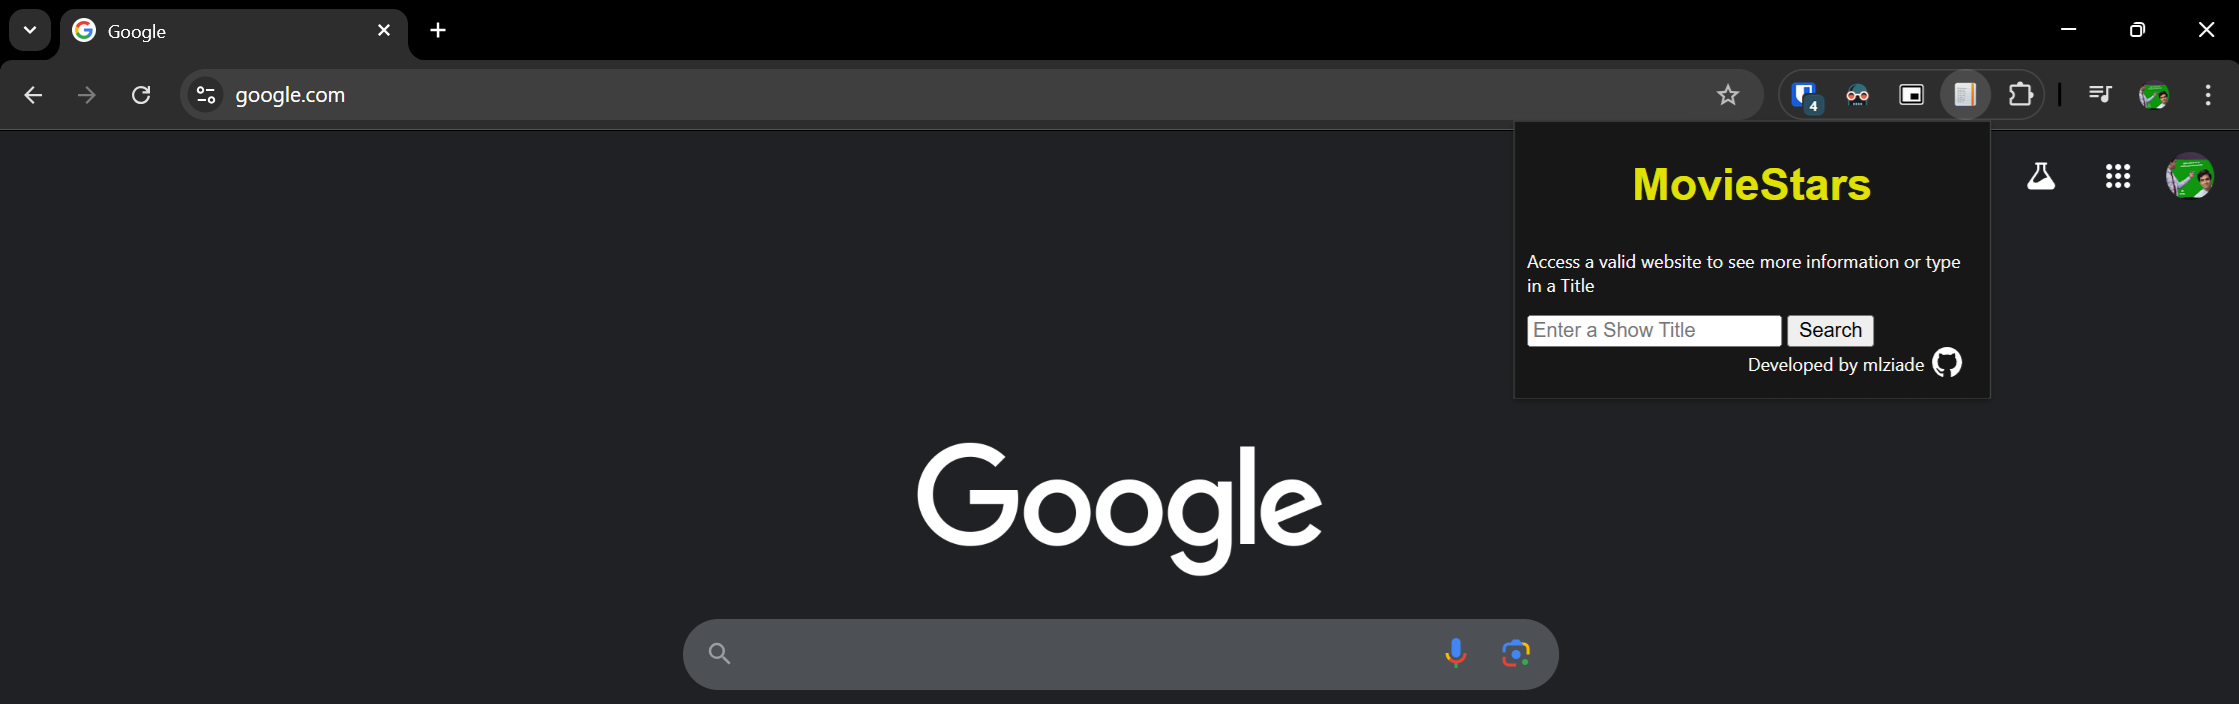 Google
google.com
4
MovieStars
Access a valid website to see more information or type
in a Title
Enter a Show Title Search
Developed by mlziade
Google